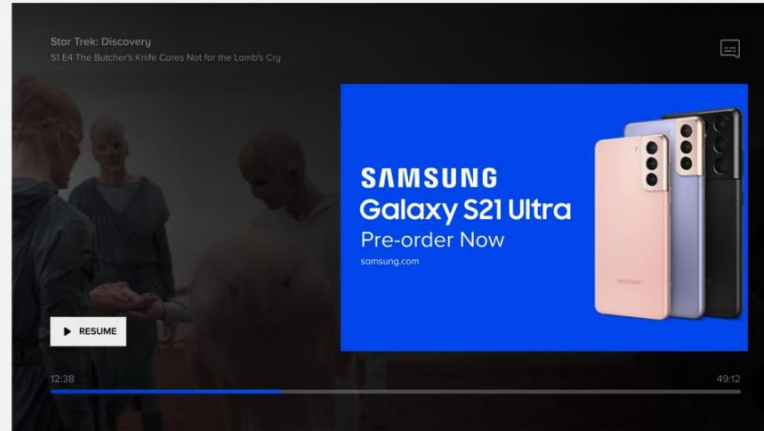 Star Trek: Discovery
S1 E4 The Butcher's Knife Cares Not for the Lamb's Cry
SAMSUNG
Galaxy S21 Ultra
Pre-order Now
samsung.com
SAMSUNG
RESUME
12:38
49:12